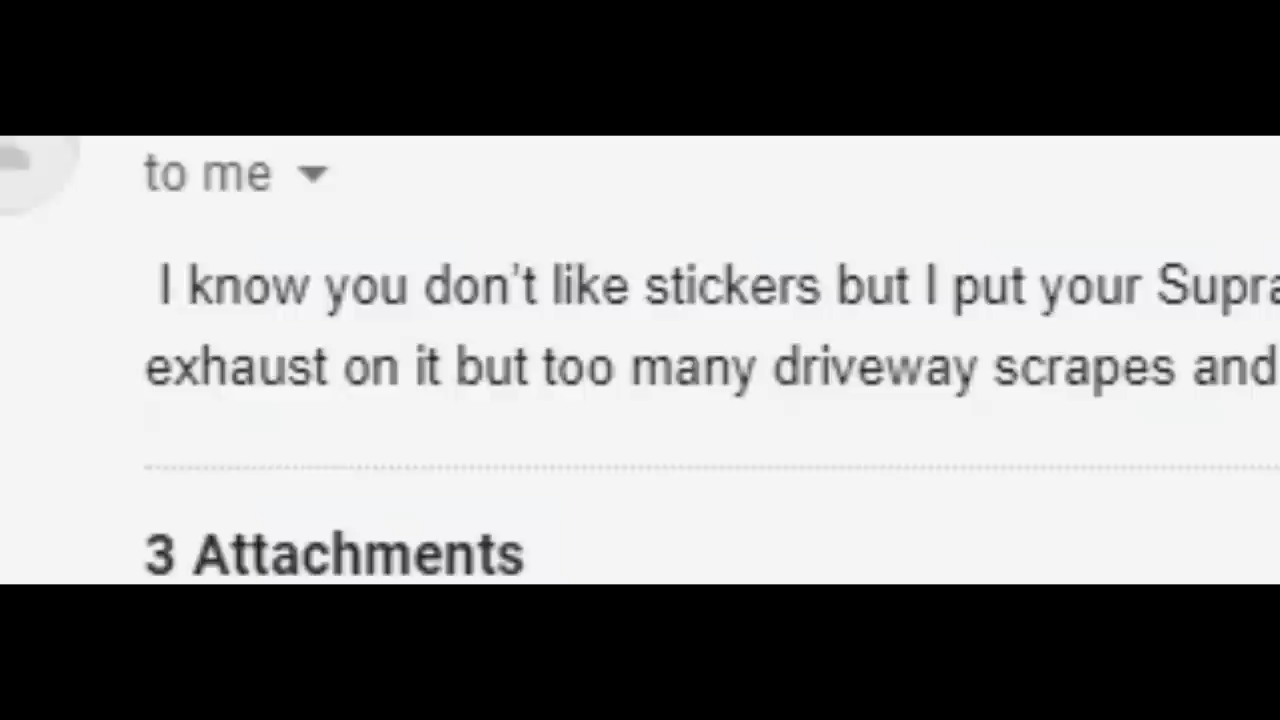 to me
I know you don't like stickers but I put your Supra
exhaust on it but too many driveway scrapes and
3 Attachments